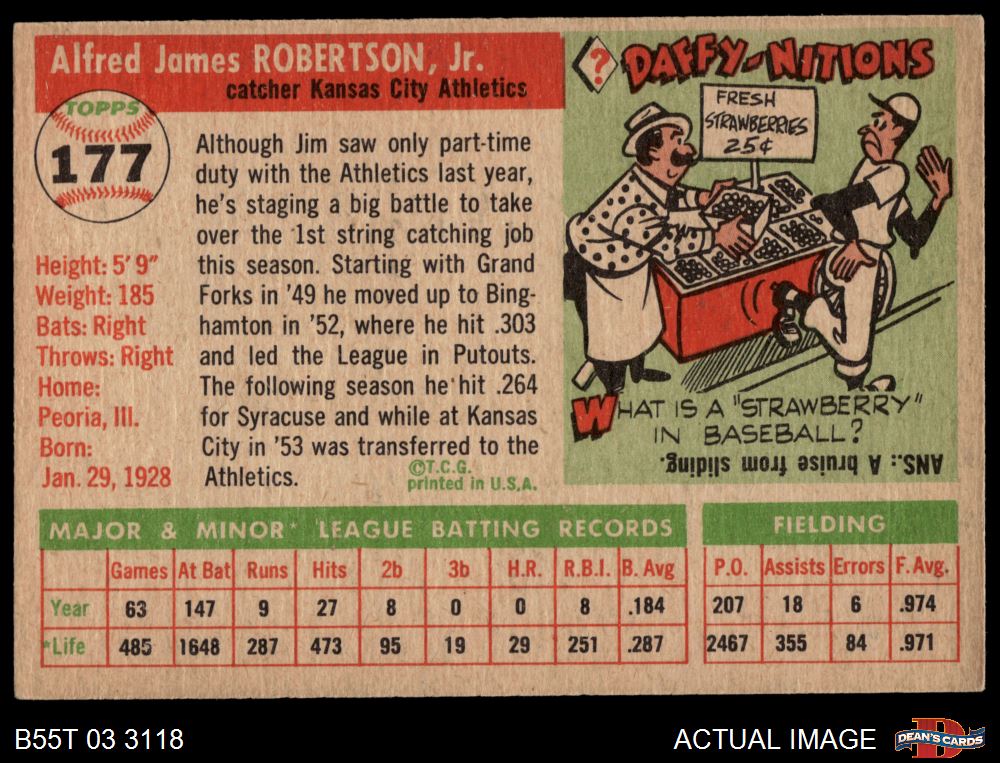 Alfred James ROBERTSON, Jr.
catcher Kansas City Athletics
TOPPS
177
Although Jim saw only part-time
duty with the Athletics last year,
he's staging a big battle to take
over the 1st string catching job
this season. Starting with Grand
Forks in '49 he moved up to Bing-
hamton in '52, where he hit .303
and led the League in Putouts.
The following season he hit .264
for Syracuse and while at Kansas
City in '53 was transferred to the
Athletics.
©T.C.G.
printed in U.S.A.
Height: 5' 9"
Weight: 185
Bats: Right
Throws: Right
Home:
Peoria, Ill.
Born:
Jan. 29, 1928
? DAFFY-NITIONS
FRESH
STRAWBERRIES
25¢
WHAT IS A "STRAWBERRY"
IN BASEBALL?
ANS.: A bruise from sliding.
MAJOR & MINOR* LEAGUE BATTING RECORDS
Games At Bat Runs Hits 2b 3b H.R. R.B.I. B. Avg
Year 63 147 9 27 8 0 0 8 .184
*Life 485 1648 287 473 95 19 29 251 .287
FIELDING
P.O. Assists Errors F. Avg.
207 18 6 .974
2467 355 84 .971
B55T 03 3118
ACTUAL IMAGE
DEAN'S CARDS